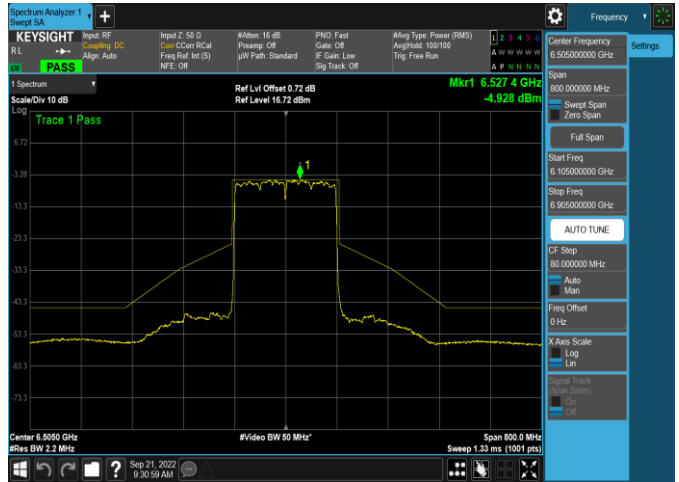 Spectrum Analyzer 1
Swept SA
+
Frequency
KEYSIGHT
RL
PASS
Input: RF
Coupling: DC
Align: Auto
Input Z: 50 Ω
Corr CCorr RCal
Freq Ref: Int (S)
NFE: Off
#Atten: 16 dB
Preamp: Off
µW Path: Standard
PNO: Fast
Gate: Off
IF Gain: Low
Sig Track: Off
#Avg Type: Power (RMS)
Avg|Hold: 100/100
Trig: Free Run
1 2 3 4 5 6
A W W W W W
A P N N N N
1 Spectrum
Scale/Div 10 dB
Ref Lvl Offset 0.72 dB
Ref Level 16.72 dBm
Mkr1 6.527 4 GHz
-4.928 dBm
Log
Trace 1 Pass
1
6.72
-3.28
-13.3
-23.3
-33.3
-43.3
-53.3
-63.3
-73.3
Center 6.5050 GHz
#Res BW 2.2 MHz
#Video BW 50 MHz*
Span 800.0 MHz
Sweep 1.33 ms (1001 pts)
Sep 21, 2022
9:30:59 AM
?
Settings
Center Frequency
6.505000000 GHz
Span
800.000000 MHz
Swept Span
Zero Span
Full Span
Start Freq
6.105000000 GHz
Stop Freq
6.905000000 GHz
AUTO TUNE
CF Step
80.000000 MHz
Auto
Man
Freq Offset
0 Hz
X Axis Scale
Log
Lin
Signal Track
(Span Zoom)
On
Off